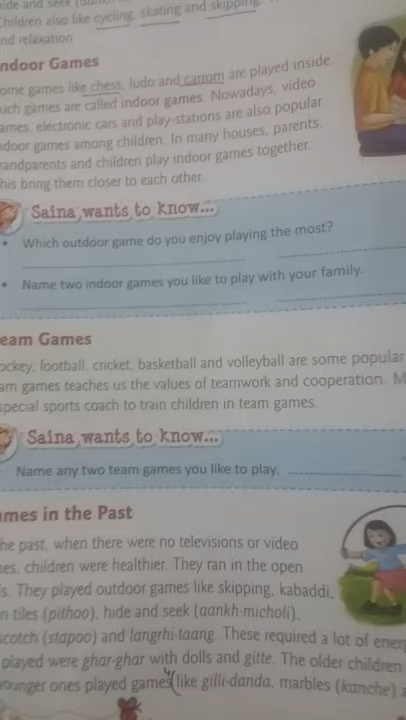 hide and seek
Children also like cycling, skating and skipping.
nd relaxation
ndoor Games
ome games like chess, ludo and carrom are played inside.
uch games are called indoor games. Nowadays, video
ames, electronic cars and play-stations are also popular
ndoor games among children. In many houses, parents,
randparents and children play indoor games together.
his bring them closer to each other.
Saina wants to know...
• Which outdoor game do you enjoy playing the most?
• Name two indoor games you like to play with your family.
eam Games
ockey, football, cricket, basketball and volleyball are some popular
am games teaches us the values of teamwork and cooperation. M
special sports coach to train children in team games.
Saina wants to know...
Name any two team games you like to play.
mes in the Past
he past, when there were no televisions or video
es, children were healthier. They ran in the open
s. They played outdoor games like skipping, kabaddi,
n tiles (pithoo), hide and seek (aankh-micholi),
scotch (stapoo) and langrhi-taang. These required a lot of energ
played were ghar-ghar with dolls and gitte. The older children
younger ones played games like gilli-danda, marbles (kanche) a